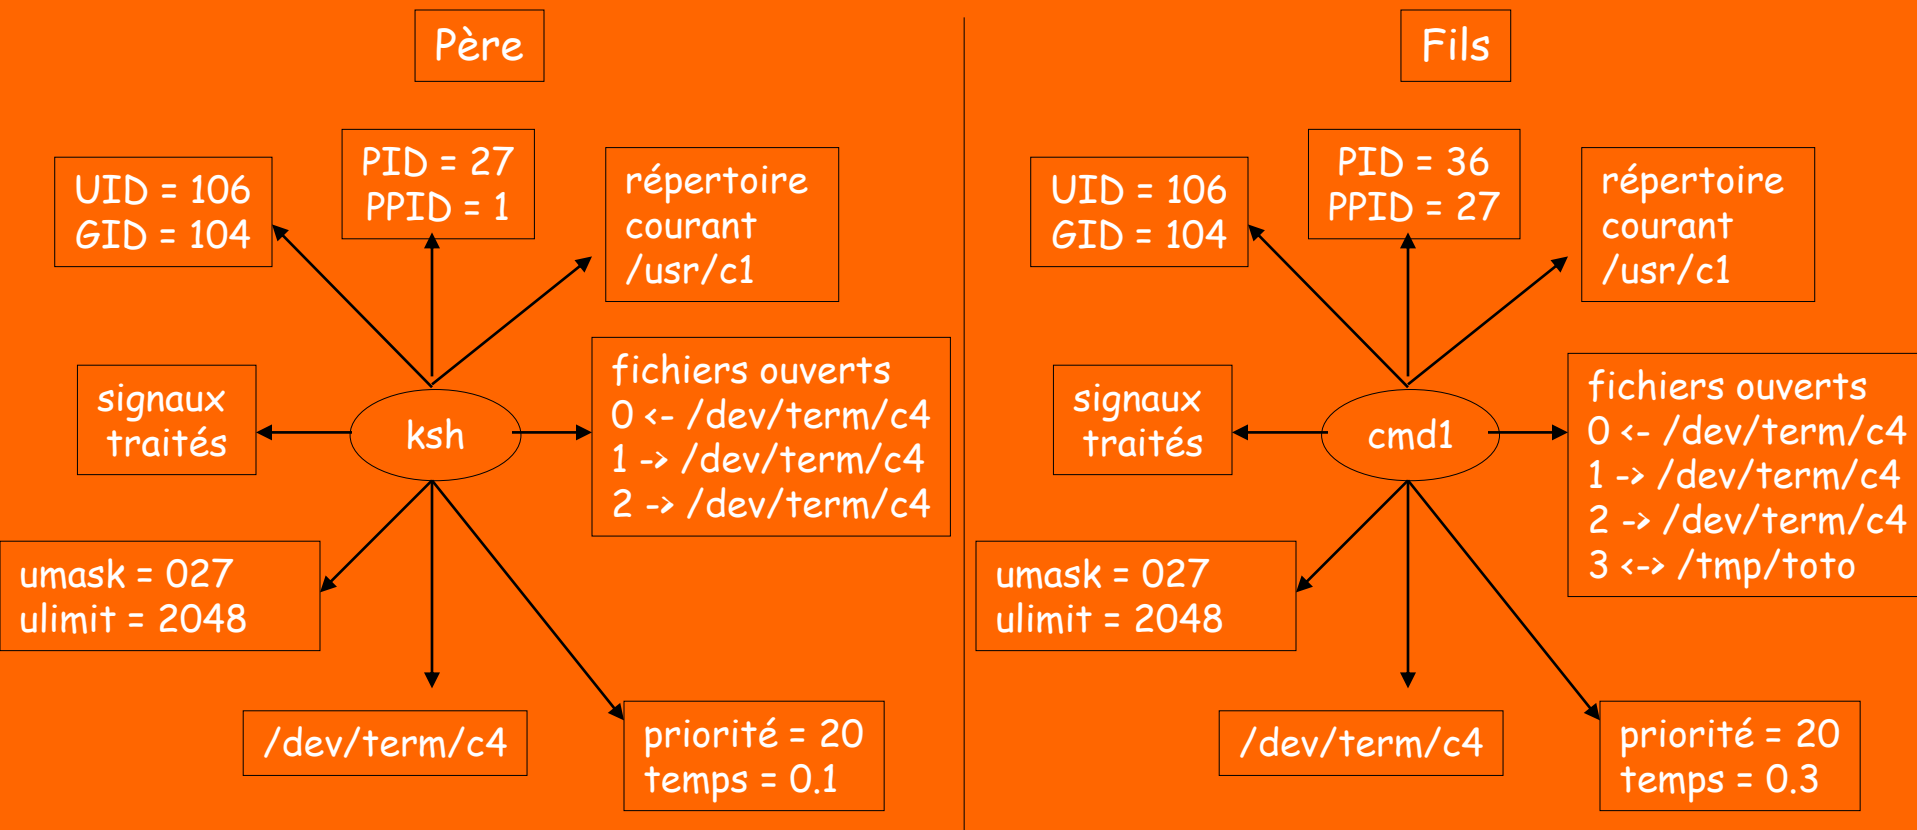 Père
UID = 106
GID = 104
PID = 27
PPID = 1
répertoire
courant
/usr/c1
signaux
traités
ksh
fichiers ouverts
0 <- /dev/term/c4
1 -> /dev/term/c4
2 -> /dev/term/c4
umask = 027
ulimit = 2048
/dev/term/c4
priorité = 20
temps = 0.1
Fils
UID = 106
GID = 104
PID = 36
PPID = 27
répertoire
courant
/usr/c1
signaux
traités
cmd1
fichiers ouverts
0 <- /dev/term/c4
1 -> /dev/term/c4
2 -> /dev/term/c4
3 <-> /tmp/toto
umask = 027
ulimit = 2048
/dev/term/c4
priorité = 20
temps = 0.3